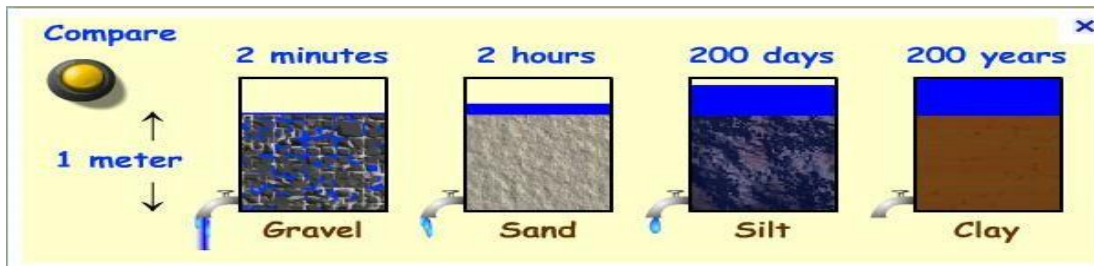 Compare
2 minutes
2 hours
200 days
200 years
1 meter
Gravel
Sand
Silt
Clay